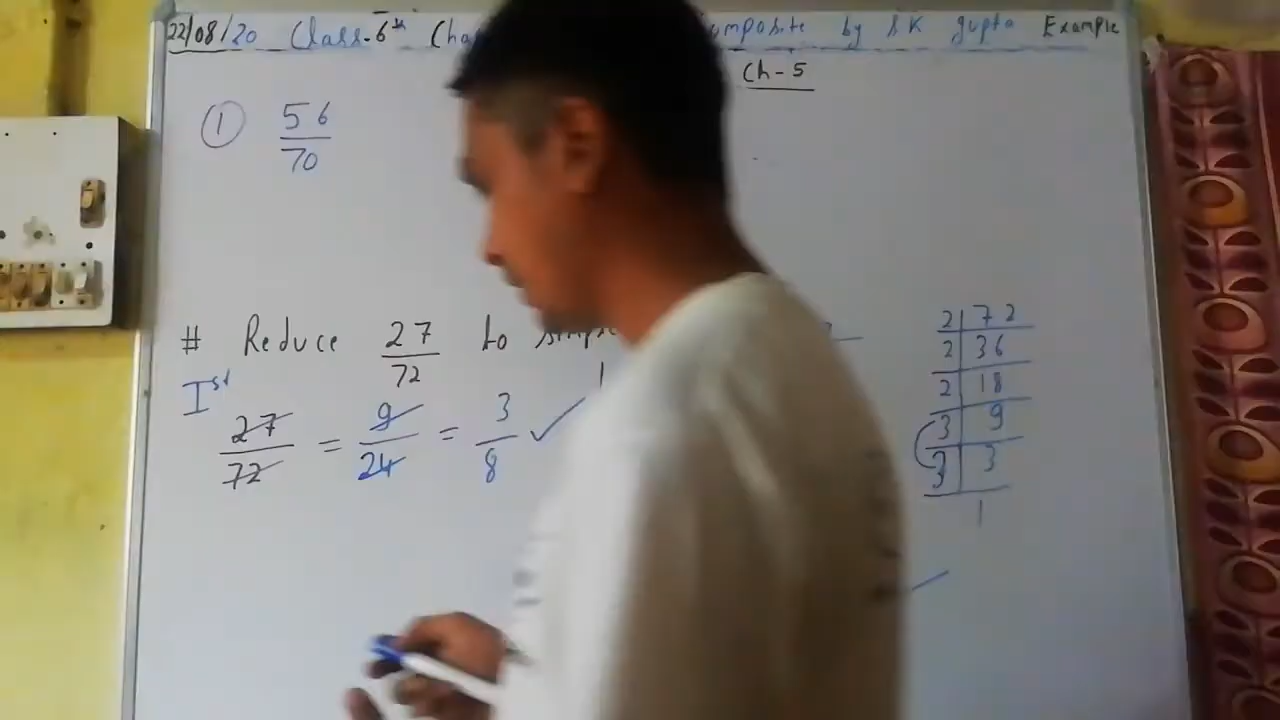 22/08/20 Class-6th Cha omposite by S K gupta Example
Ch-5
① 56/70
# Reduce 27/72 to
Ist
27/72 = 9/24 = 3/8 ✓
2|72
2|36
2|18
3|9
3|3
1